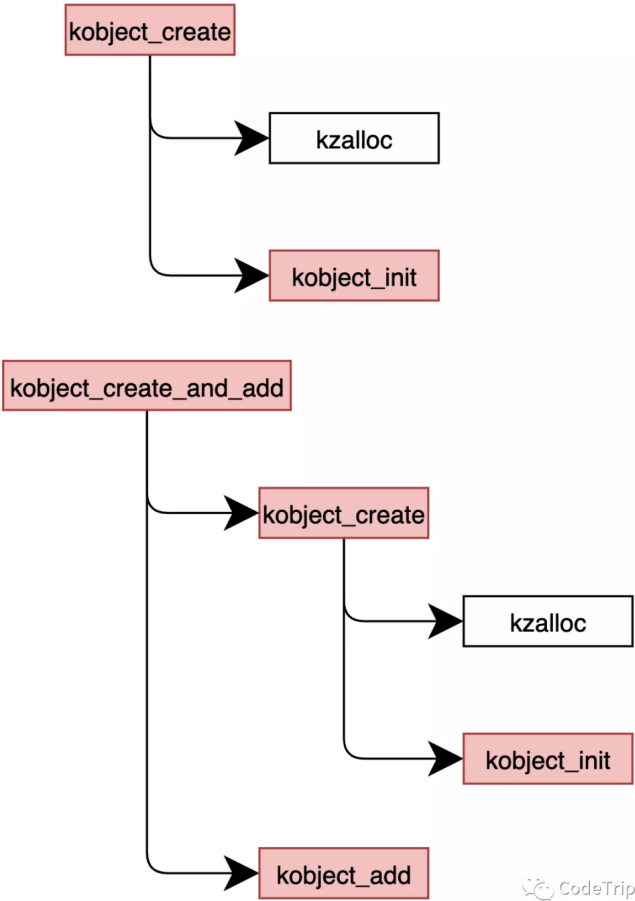 kobject_create
kzalloc
kobject_init
kobject_create_and_add
kobject_create
kzalloc
kobject_init
kobject_add
CodeTrip